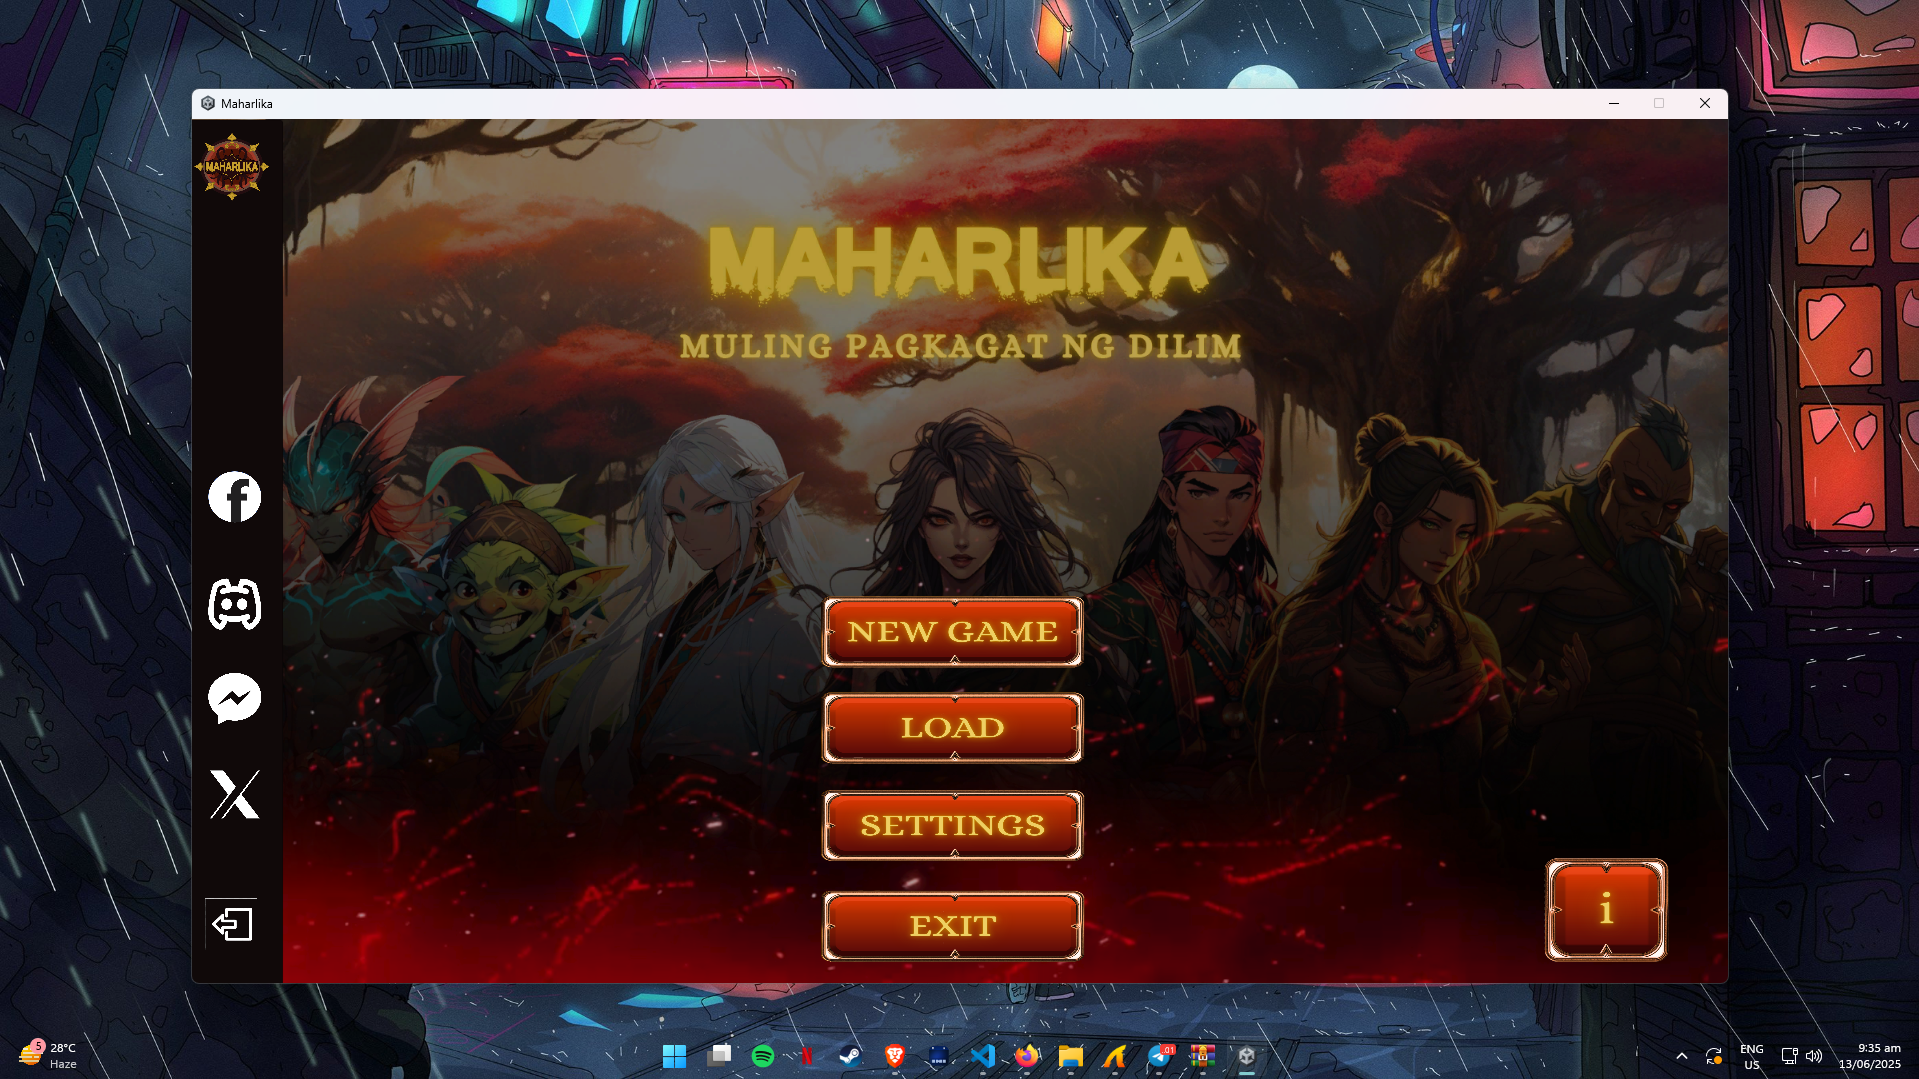 Maharlika
MAHARLIKA
MAHARLIKA
MULING PAGKAGAT NG DILIM
NEW GAME
LOAD
SETTINGS
EXIT
i
5
28°C
Haze
.01
ENG
US
9:35 am
13/06/2025